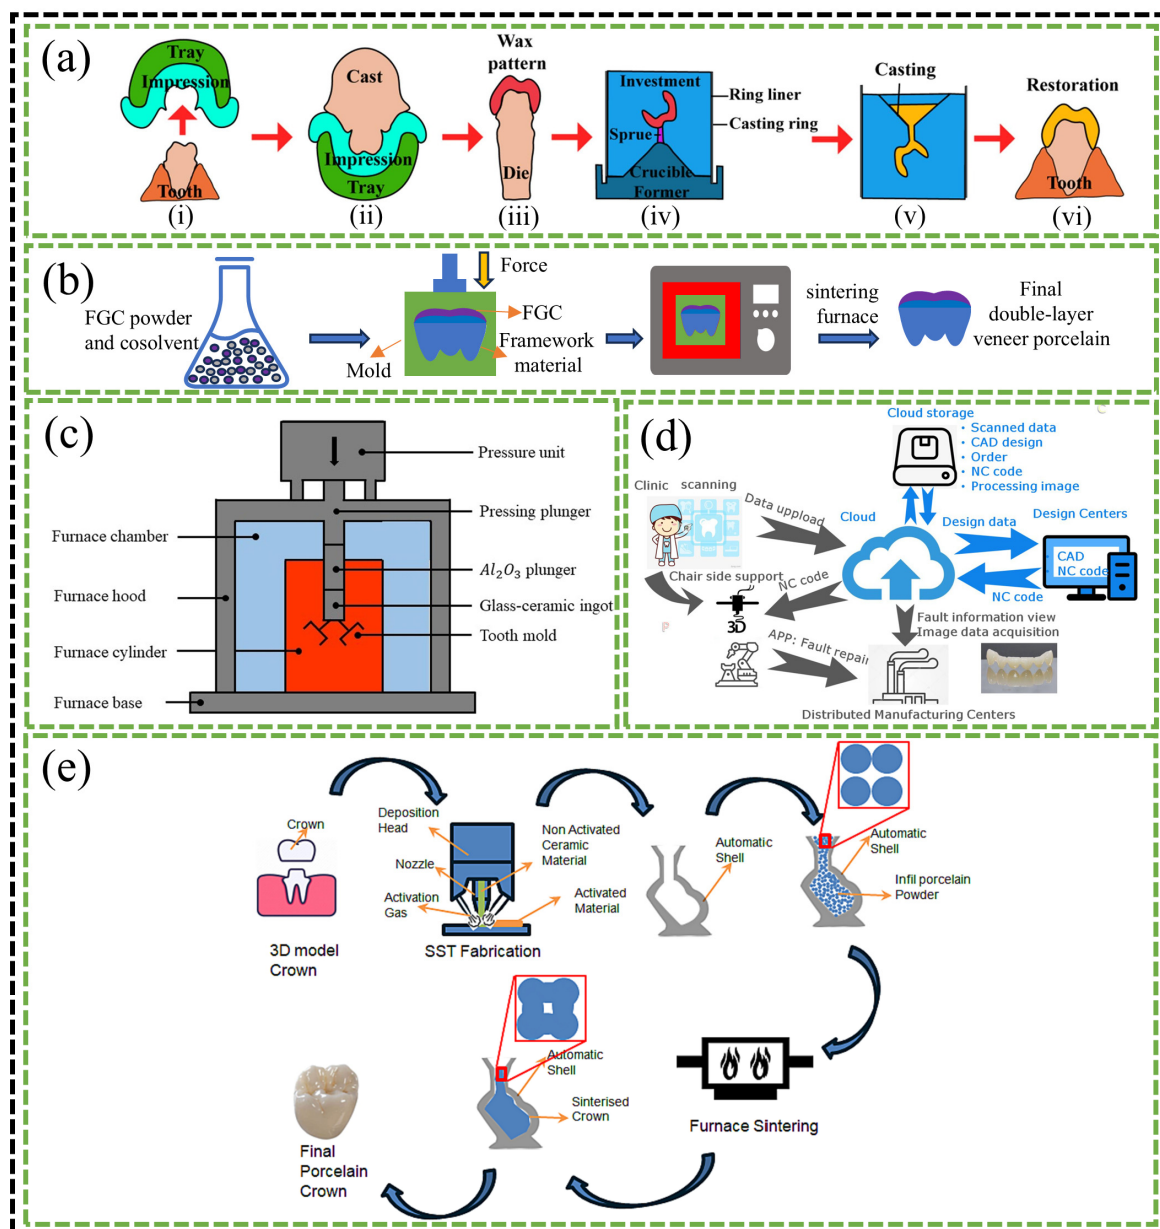 (a)
Tray
Impression
Tooth
(i)
Cast
Impression
Tray
(ii)
Wax
pattern
Die
(iii)
Investment
Ring liner
Casting ring
Sprue
Crucible
Former
(iv)
Casting
(v)
Restoration
Tooth
(vi)
(b)
FGC powder
and cosolvent
Force
FGC
Framework
material
Mold
sintering
furnace
Final
double-layer
veneer porcelain
(c)
Pressure unit
Pressing plunger
Furnace chamber
Al₂O₃ plunger
Furnace hood
Glass-ceramic ingot
Tooth mold
Furnace cylinder
Furnace base
(d)
Cloud storage
• Scanned data
• CAD design
• Order
• NC code
• Processing image
Clinic scanning
Data uppload
Cloud
Design data
Design Centers
• CAD
• NC code
NC code
Chair side support
NC code
3D
P
Fault information view
Image data acquisition
APP: Fault repair
Distributed Manufacturing Centers
(e)
Crown
3D model
Crown
Deposition
Head
Nozzle
Activation
Gas
Non Activated
Ceramic
Material
Activated
Material
SST Fabrication
Automatic
Shell
Automatic
Shell
Infil porcelain
Powder
Furnace Sintering
Automatic
Shell
Sinterised
Crown
Final
Porcelain
Crown